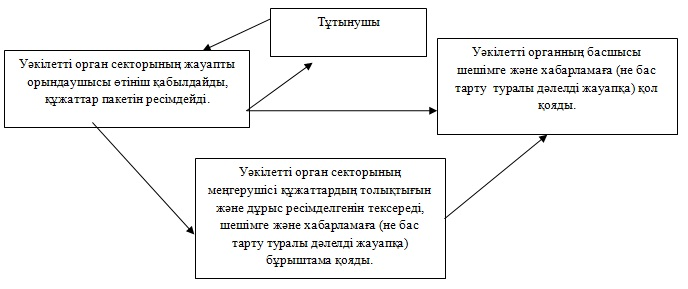 Тұтынушы
Уәкілетті орган секторының жауапты
орындаушысы өтініш қабылдайды,
құжаттар пакетін ресімдейді.
Уәкілетті органның басшысы
шешімге және хабарламаға (не бас
тарту туралы дәлелді жауапқа) қол
қояды.
Уәкілетті орган секторының
меңгерушісі құжаттардың толықтығын
және дұрыс ресімделгенін тексереді,
шешімге және хабарламаға (не бас
тарту туралы дәлелді жауапқа)
бұрыштама қояды.